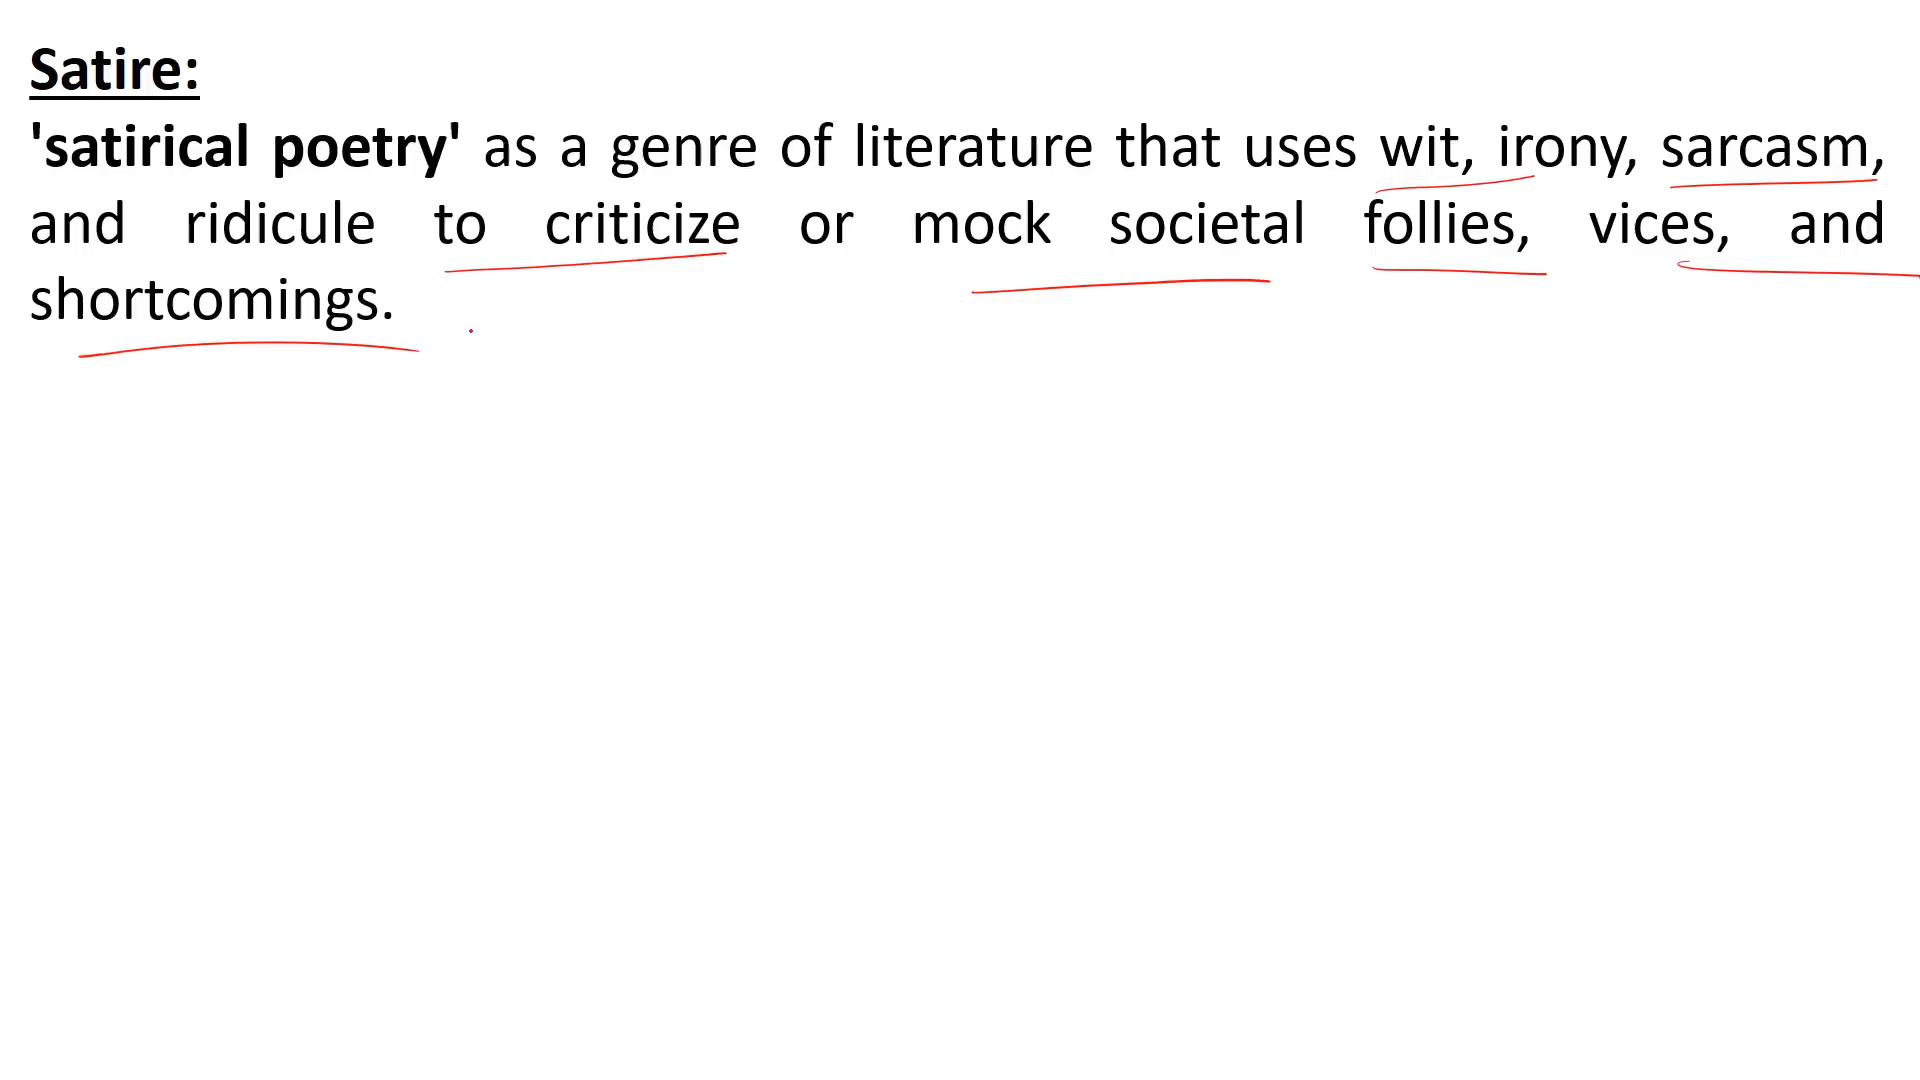 Satire:
'satirical poetry' as a genre of literature that uses wit, irony, sarcasm,
and ridicule to criticize or mock societal follies, vices, and
shortcomings.